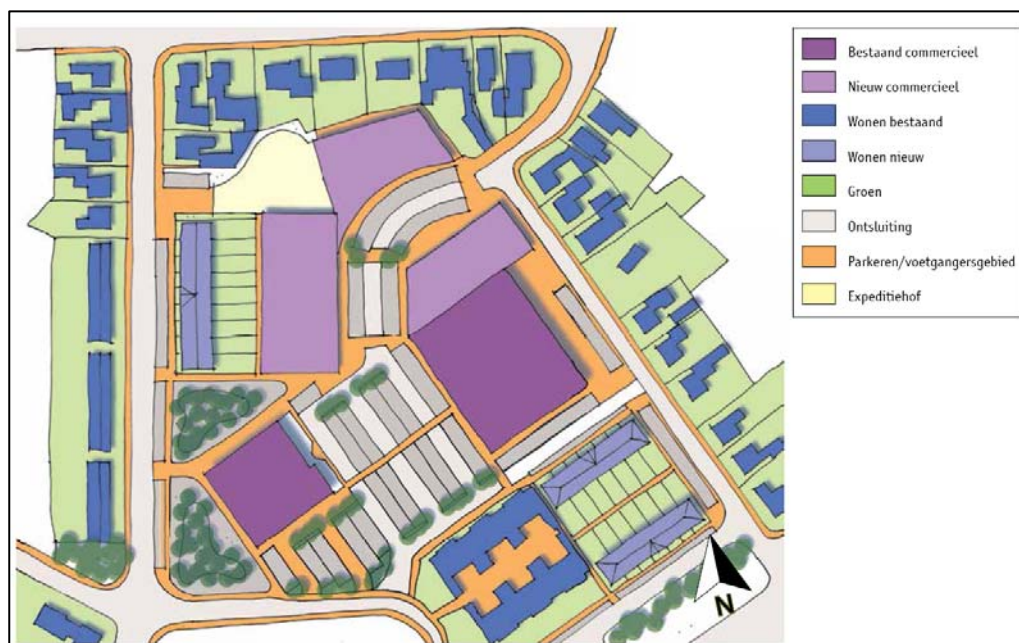 Bestaand commercieel
Nieuw commercieel
Wonen bestaand
Wonen nieuw
Groen
Ontsluiting
Parkeren/voetgangersgebied
Expeditiehof
N